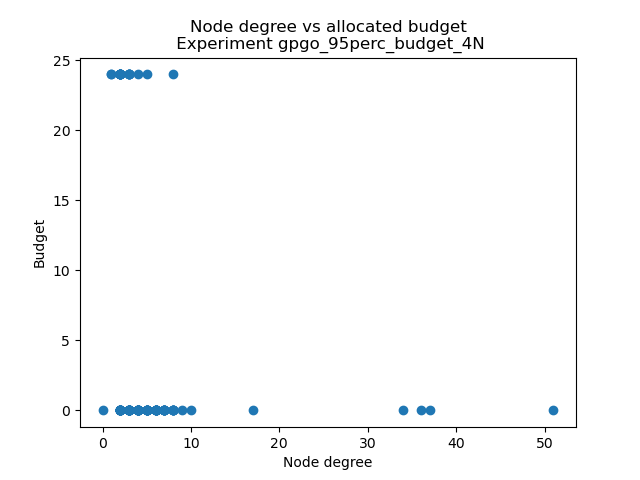 Node degree vs allocated budget
Experiment gpgo_95perc_budget_4N
25
20
15
10
5
0
Budget
0 10 20 30 40 50
Node degree